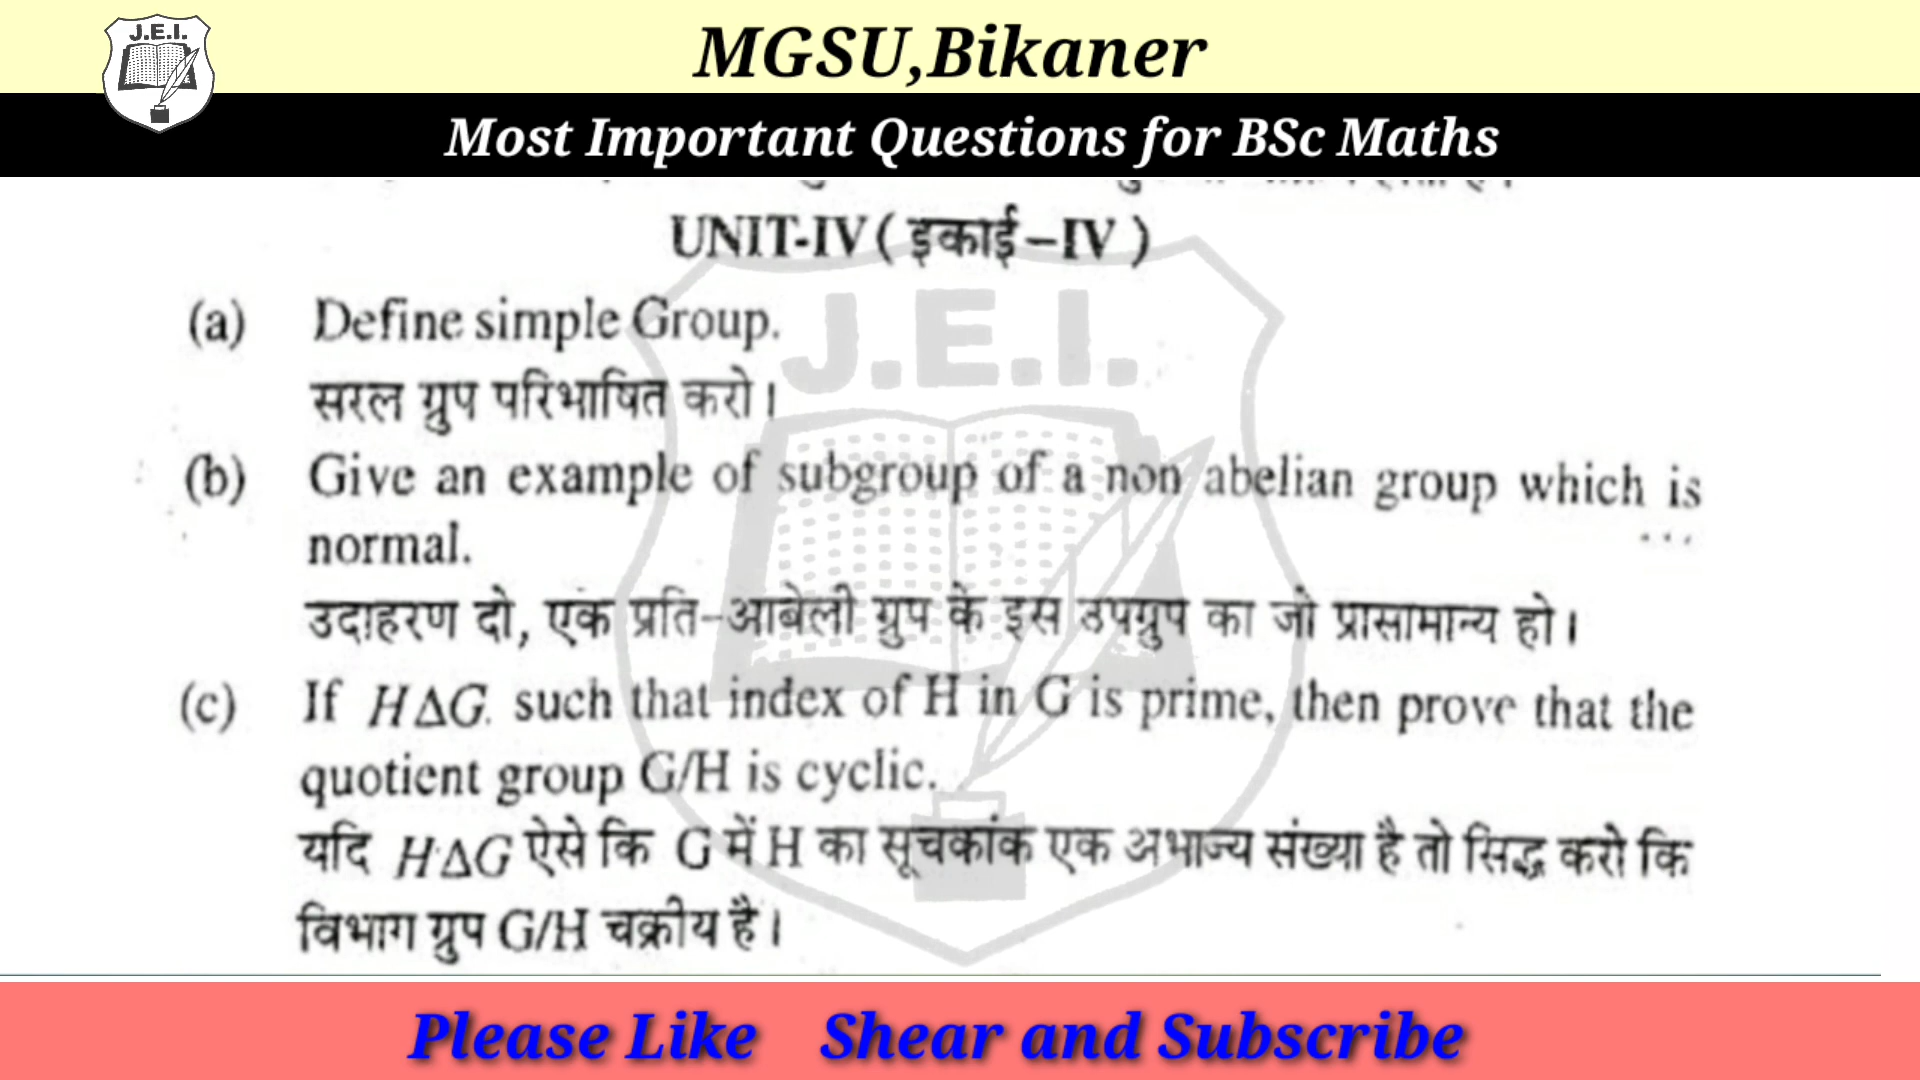 J.E.I.
MGSU,Bikaner
Most Important Questions for BSc Maths
UNIT-IV ( इकाई–IV )
J.E.I.
(a) Define simple Group.
सरल ग्रुप परिभाषित करो।
(b) Give an example of subgroup of a non abelian group which is
normal.
उदाहरण दो, एक प्रति–आबेली ग्रुप के इस उपग्रुप का जो प्रासामान्य हो।
(c) If HΔG. such that index of H in G is prime, then prove that the
quotient group G/H is cyclic.
यदि HΔG ऐसे कि G में H का सूचकांक एक अभाज्य संख्या है तो सिद्ध करो कि
विभाग ग्रुप G/H चक्रीय है।
Please Like Shear and Subscribe